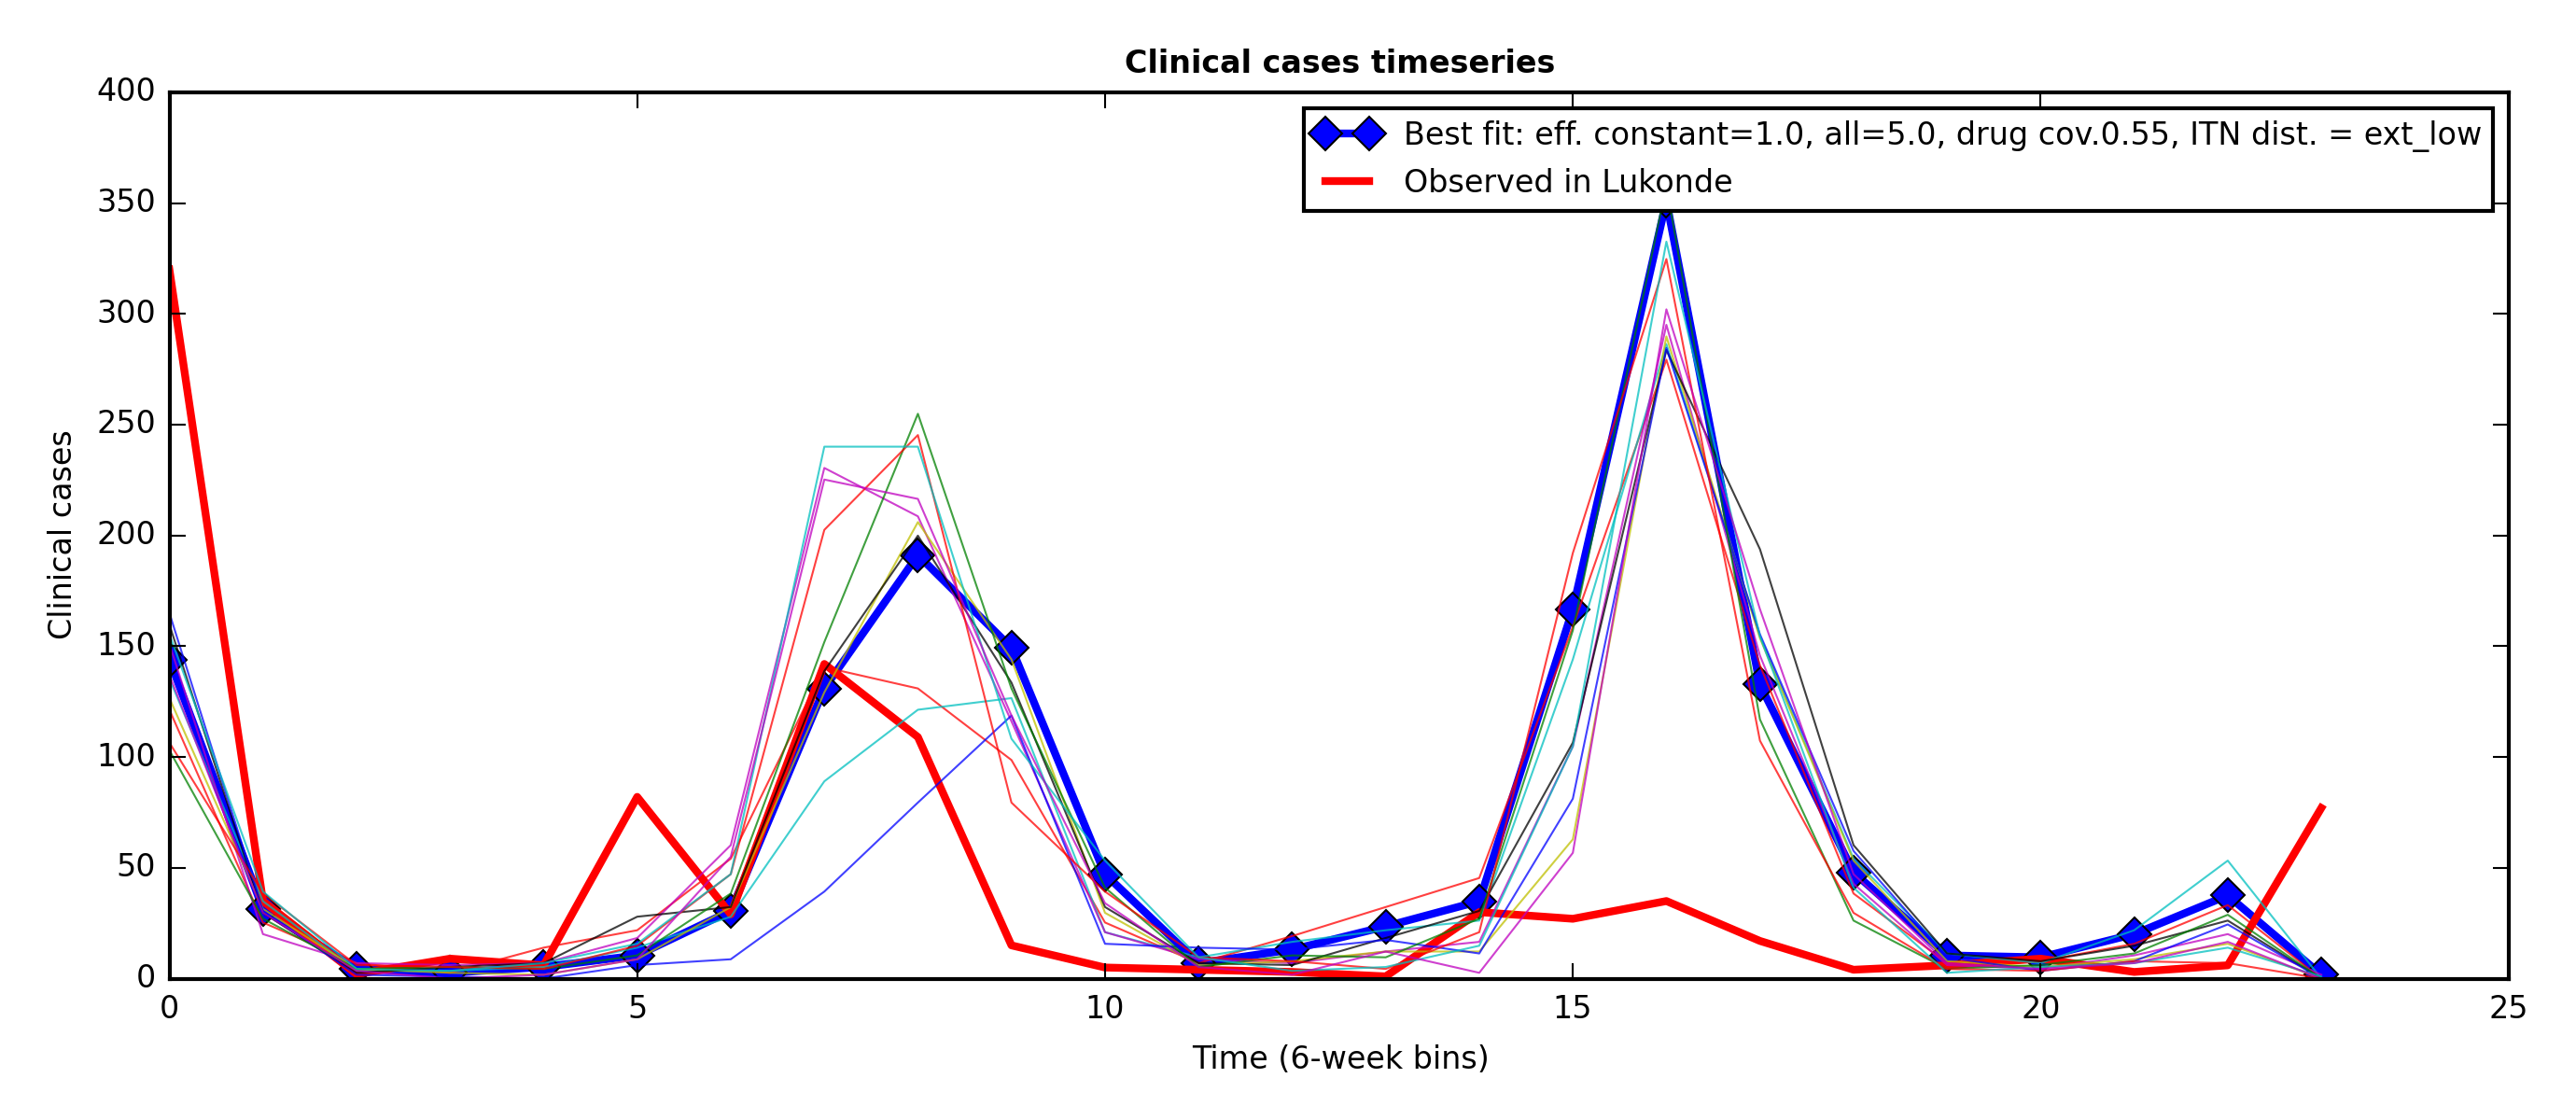 Clinical cases timeseries
400
350
300
250
200
150
100
50
0
Clinical cases
Best fit: eff. constant=1.0, all=5.0, drug cov.0.55, ITN dist. = ext_low
Observed in Lukonde
0 5 10 15 20 25
Time (6-week bins)